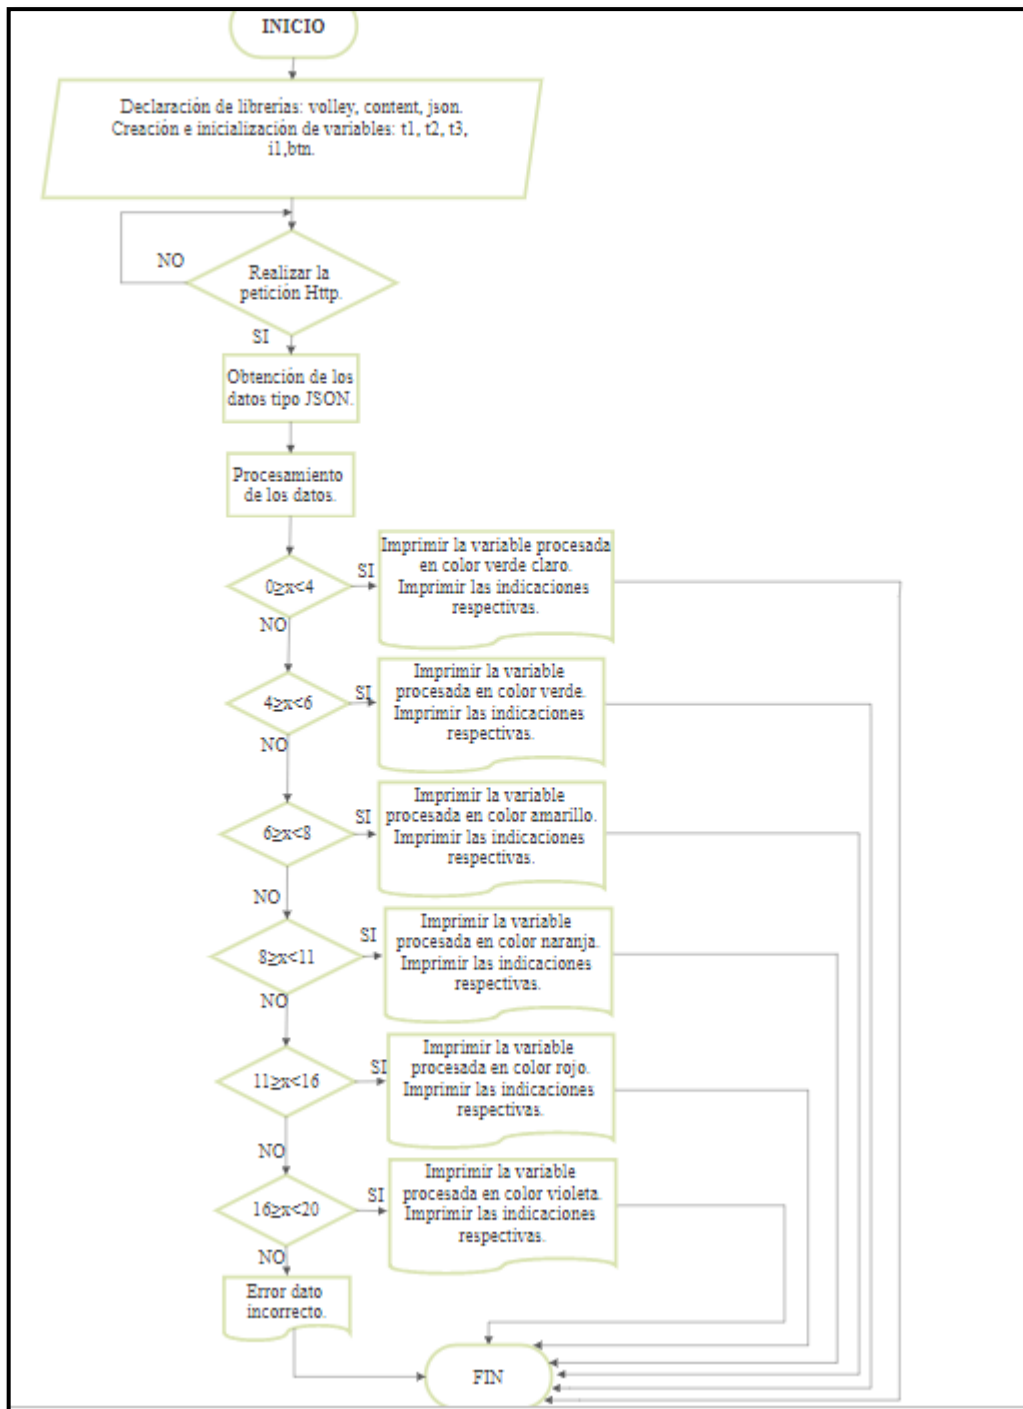 INICIO
Declaración de librerías: volley, content, json.
Creación e inicialización de variables: t1, t2, t3,
i1,btn.
NO
Realizar la
petición Http.
SI
Obtención de los
datos tipo JSON.
Procesamiento
de los datos.
0≥x<4
SI
Imprimir la variable procesada
en color verde claro.
Imprimir las indicaciones
respectivas.
NO
4≥x<6
SI
Imprimir la variable
procesada en color verde.
Imprimir las indicaciones
respectivas.
NO
6≥x<8
SI
Imprimir la variable
procesada en color amarillo.
Imprimir las indicaciones
respectivas.
NO
8≥x<11
SI
Imprimir la variable
procesada en color naranja.
Imprimir las indicaciones
respectivas.
NO
11≥x<16
SI
Imprimir la variable
procesada en color rojo.
Imprimir las indicaciones
respectivas.
NO
16≥x<20
SI
Imprimir la variable
procesada en color violeta.
Imprimir las indicaciones
respectivas.
NO
Error dato
incorrecto.
FIN